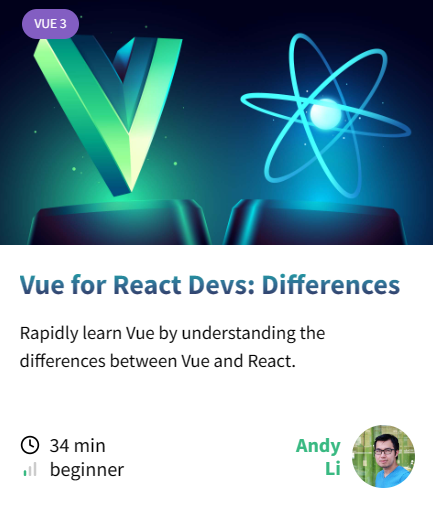 VUE 3
Vue for React Devs: Differences
Rapidly learn Vue by understanding the
differences between Vue and React.
34 min
beginner
Andy
Li